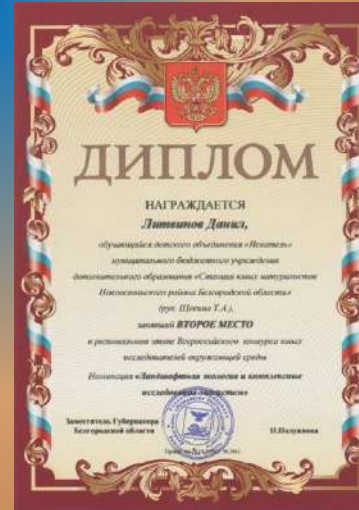 ДИПЛОМ
НАГРАЖДАЕТСЯ
Литвинов Данил,
обучающийся детского объединения «Искатель»
муниципального бюджетного учреждения
дополнительного образования «Станция юных натуралистов
Новооскольского района Белгородской области»
(рук. Щекина Т.А.),
занявший ВТОРОЕ МЕСТО
в региональном этапе Всероссийского конкурса юных
исследователей окружающей среды
Номинация «Ландшафтная экология и комплексные
исследования экосистем»
Заместитель Губернатора
Белгородской области
Н.Полуянова